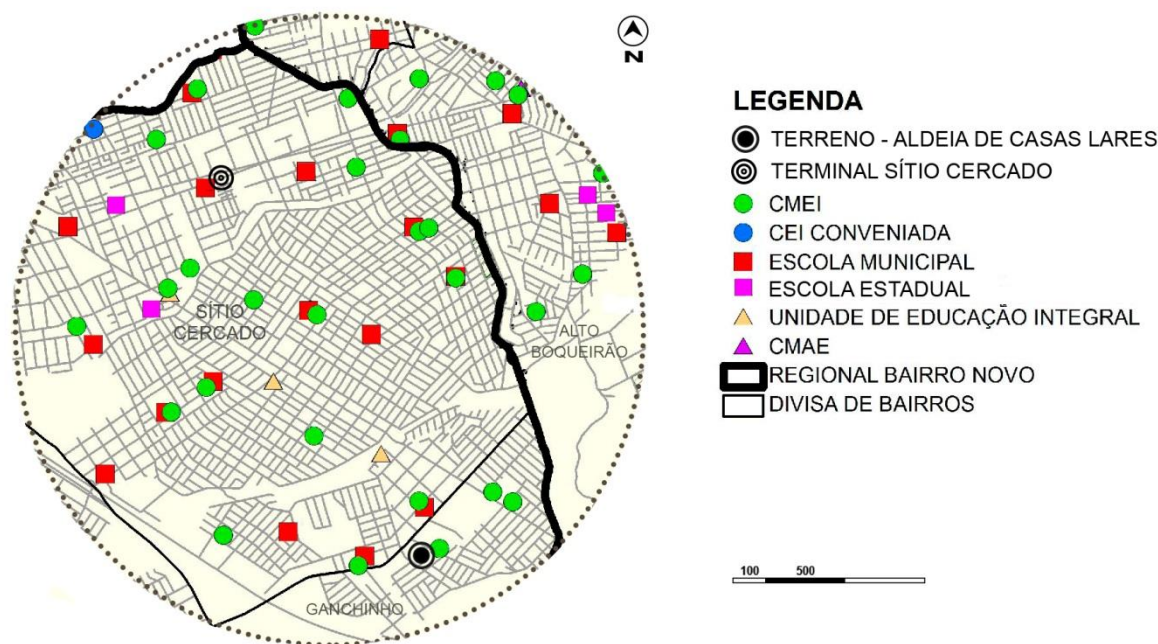 N
SÍTIO
CERCADO
ALTO
BOQUEIRÃO
GANCHINHO
LEGENDA
TERRENO - ALDEIA DE CASAS LARES
TERMINAL SÍTIO CERCADO
CMEI
CEI CONVENIADA
ESCOLA MUNICIPAL
ESCOLA ESTADUAL
UNIDADE DE EDUCAÇÃO INTEGRAL
CMAE
REGIONAL BAIRRO NOVO
DIVISA DE BAIRROS
100 500